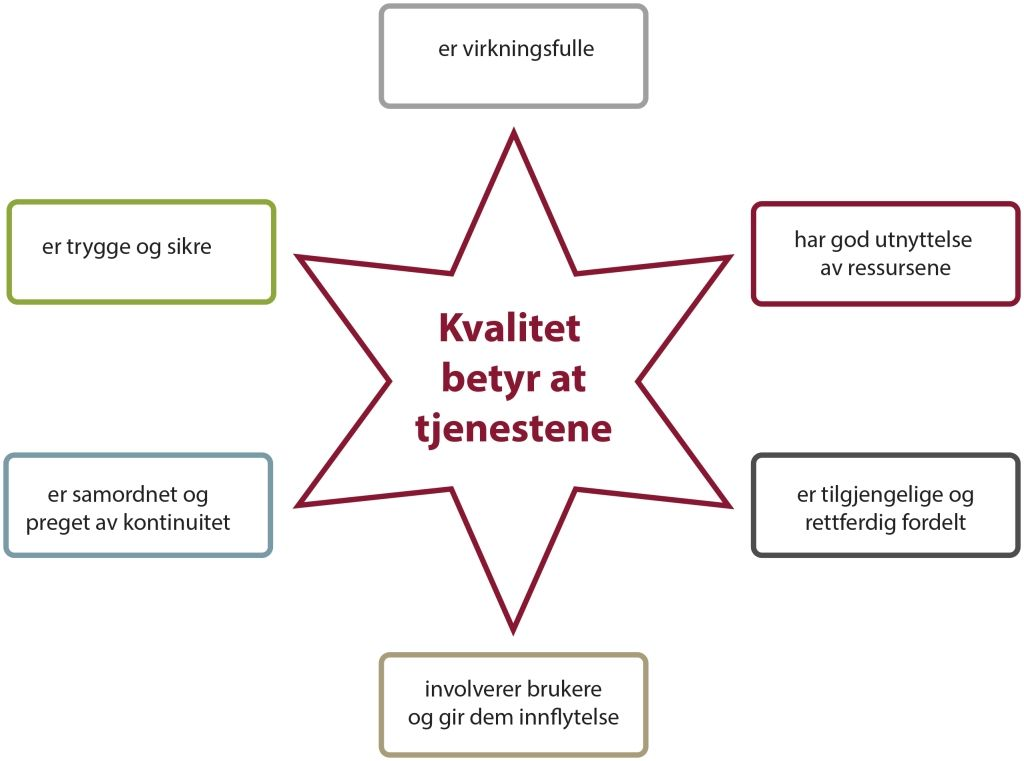 er virkningsfulle
er trygge og sikre
har god utnyttelse
av ressursene
Kvalitet
betyr at
tjenestene
er samordnet og
preget av kontinuitet
er tilgjengelige og
rettferdig fordelt
involverer brukere
og gir dem innflytelse